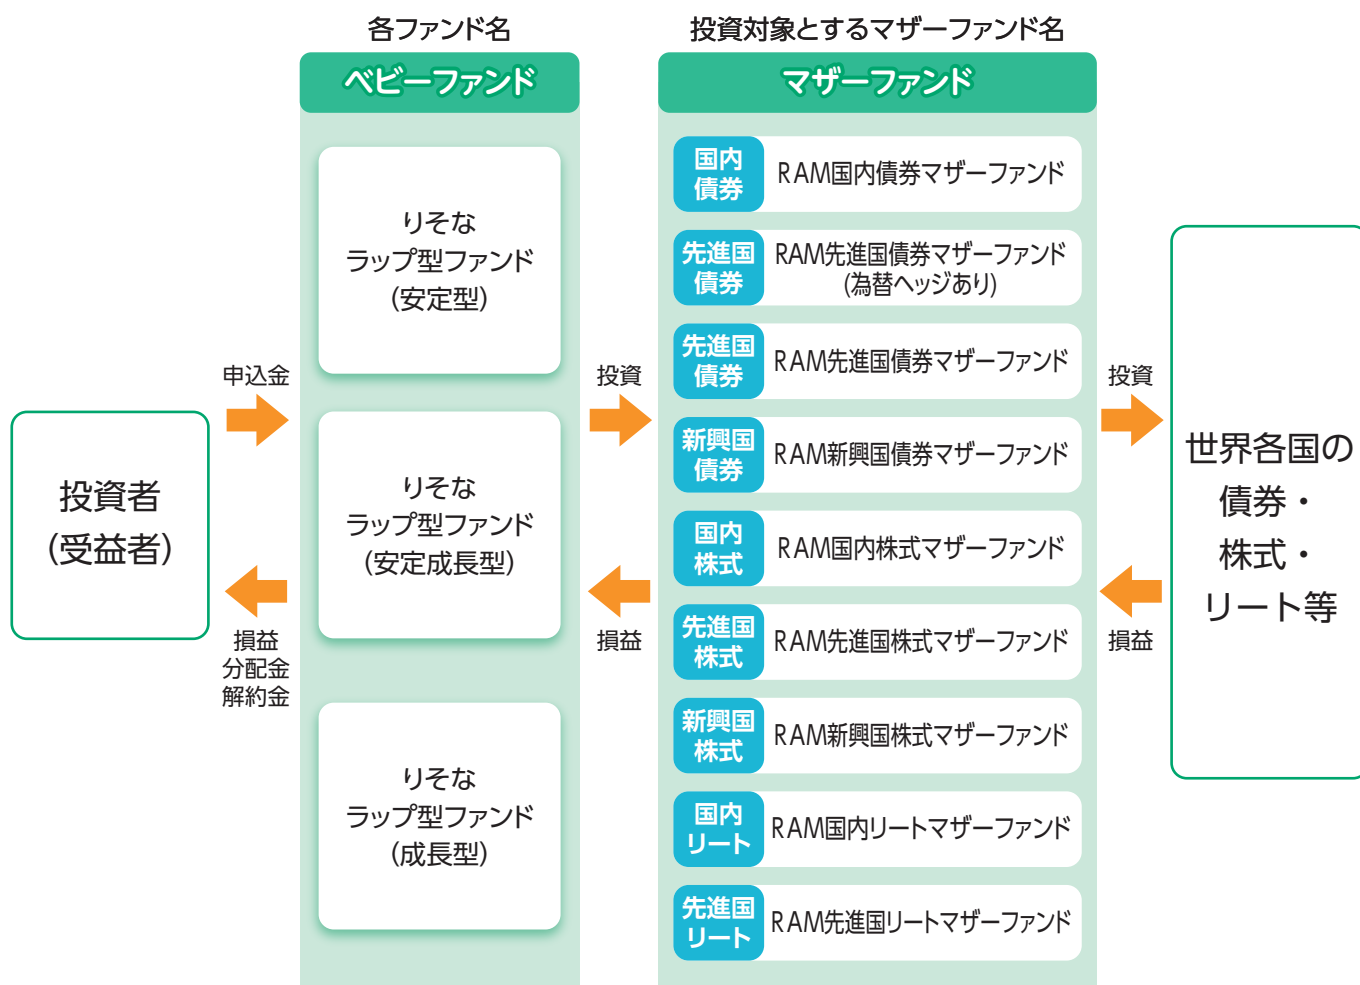 各ファンド名
ベビーファンド
りそな
ラップ型ファンド
(安定型)
りそな
ラップ型ファンド
(安定成長型)
りそな
ラップ型ファンド
(成長型)
投資対象とするマザーファンド名
マザーファンド
国内
債券
RAM国内債券マザーファンド
先進国
債券
RAM先進国債券マザーファンド
(為替ヘッジあり)
先進国
債券
RAM先進国債券マザーファンド
新興国
債券
RAM新興国債券マザーファンド
国内
株式
RAM国内株式マザーファンド
先進国
株式
RAM先進国株式マザーファンド
新興国
株式
RAM新興国株式マザーファンド
国内
リート
RAM国内リートマザーファンド
先進国
リート
RAM先進国リートマザーファンド
投資者
(受益者)
申込金
損益
分配金
解約金
投資
損益
投資
損益
世界各国の
債券・
株式・
リート等